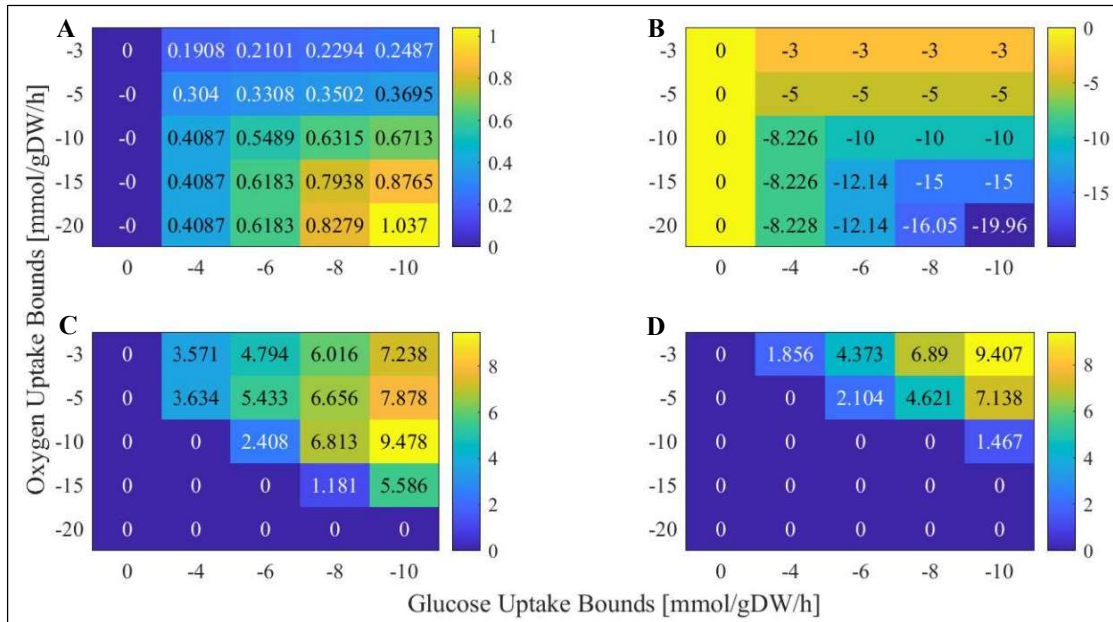 A
-3 0 0.1908 0.2101 0.2294 0.2487
-5 -0 0.304 0.3308 0.3502 0.3695
-10 -0 0.4087 0.5489 0.6315 0.6713
-15 -0 0.4087 0.6183 0.7938 0.8765
-20 -0 0.4087 0.6183 0.8279 1.037
0 -4 -6 -8 -10
1
0.8
0.6
0.4
0.2
0
B
0 -3 -3 -3 -3
0 -5 -5 -5 -5
0 -8.226 -10 -10 -10
0 -8.226 -12.14 -15 -15
0 -8.228 -12.14 -16.05 -19.96
0 -4 -6 -8 -10
0
-5
-10
-15
C
-3 0 3.571 4.794 6.016 7.238
-5 0 3.634 5.433 6.656 7.878
-10 0 0 2.408 6.813 9.478
-15 0 0 0 1.181 5.586
-20 0 0 0 0 0
0 -4 -6 -8 -10
8
6
4
2
0
D
-3 0 1.856 4.373 6.89 9.407
-5 0 0 2.104 4.621 7.138
-10 0 0 0 0 1.467
-15 0 0 0 0 0
-20 0 0 0 0 0
0 -4 -6 -8 -10
8
6
4
2
0
Oxygen Uptake Bounds [mmol/gDW/h]
Glucose Uptake Bounds [mmol/gDW/h]